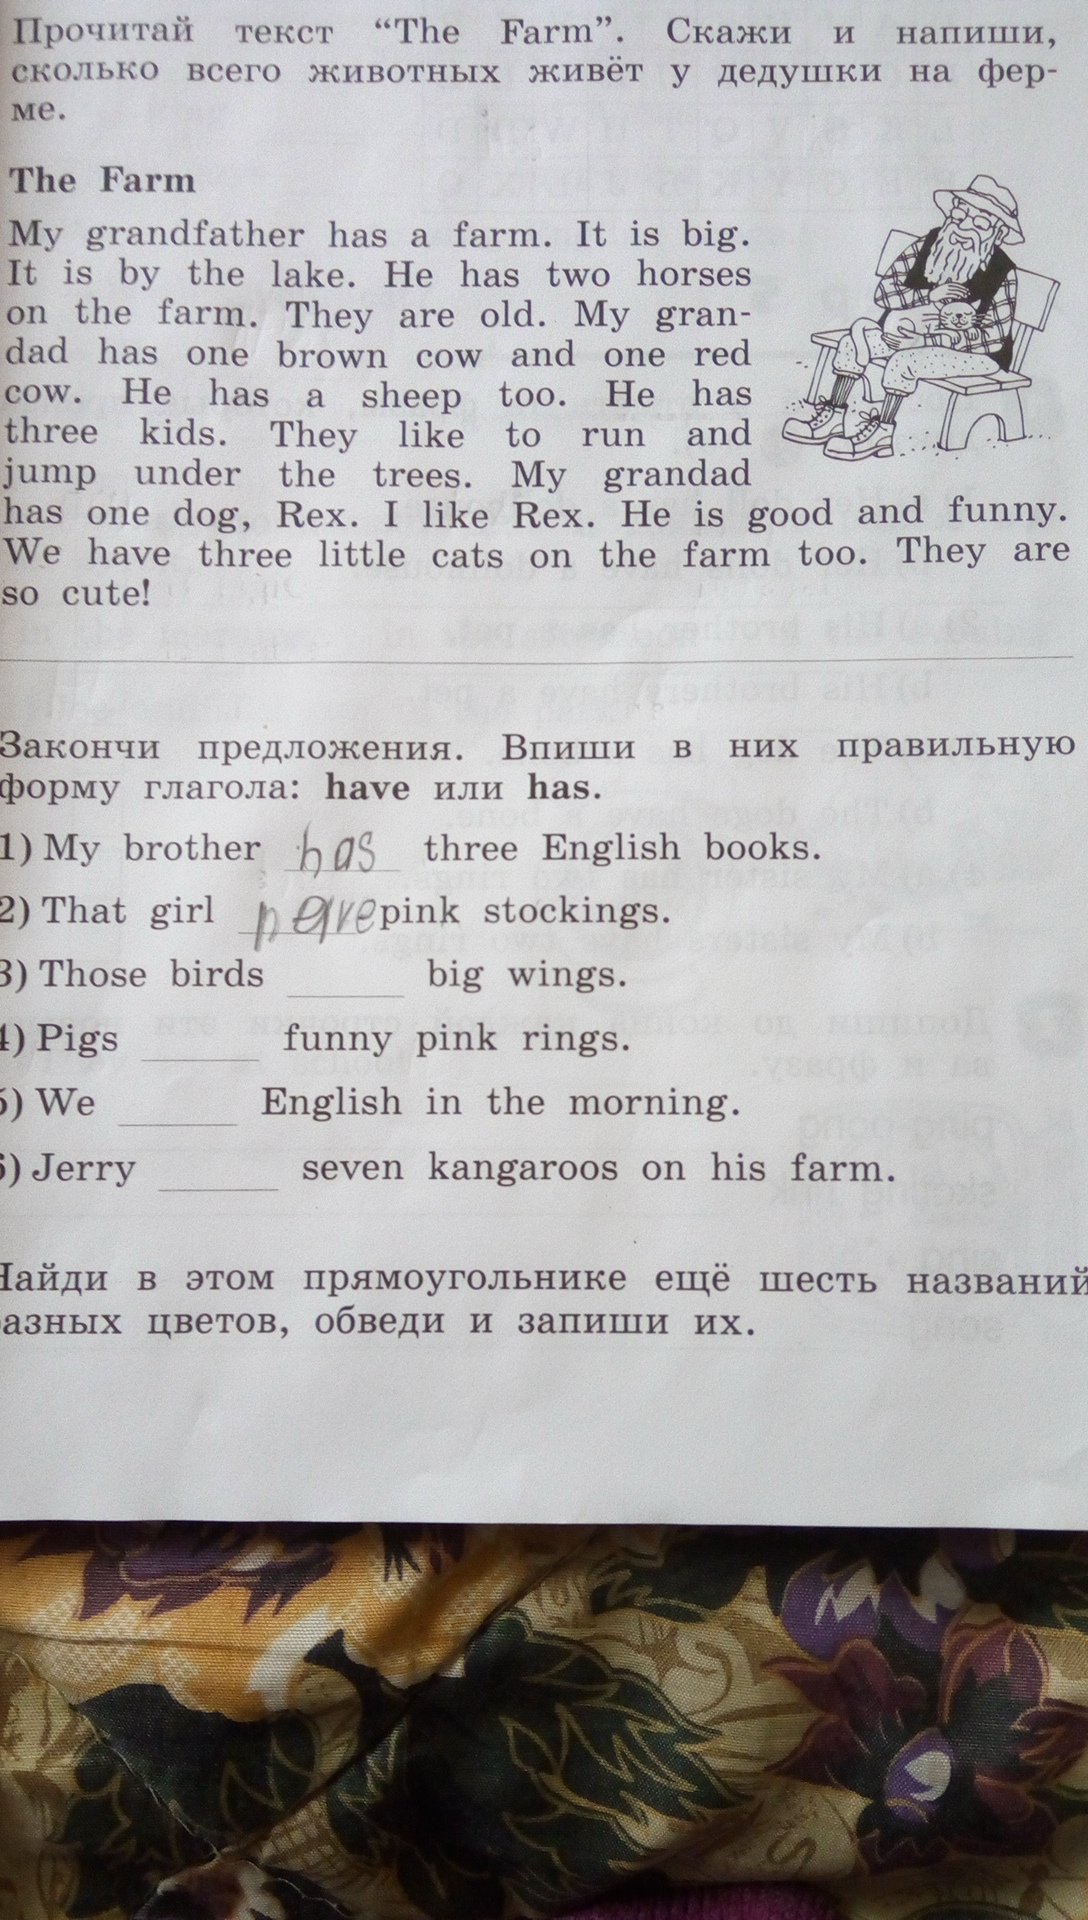 Прочитай текст “The Farm”. Скажи и напиши,
сколько всего животных живёт у дедушки на фер-
ме.
The Farm
My grandfather has a farm. It is big.
It is by the lake. He has two horses
on the farm. They are old. My gran-
dad has one brown cow and one red
cow. He has a sheep too. He has
three kids. They like to run and
jump under the trees. My grandad
has one dog, Rex. I like Rex. He is good and funny.
We have three little cats on the farm too. They are
so cute!
Закончи предложения. Впиши в них правильную
форму глагола: have или has.
1) My brother has three English books.
2) That girl pink stockings.
3) Those birds big wings.
4) Pigs funny pink rings.
5) We English in the morning.
6) Jerry seven kangaroos on his farm.
Найди в этом прямоугольнике ещё шесть названий
разных цветов, обведи и запиши их.